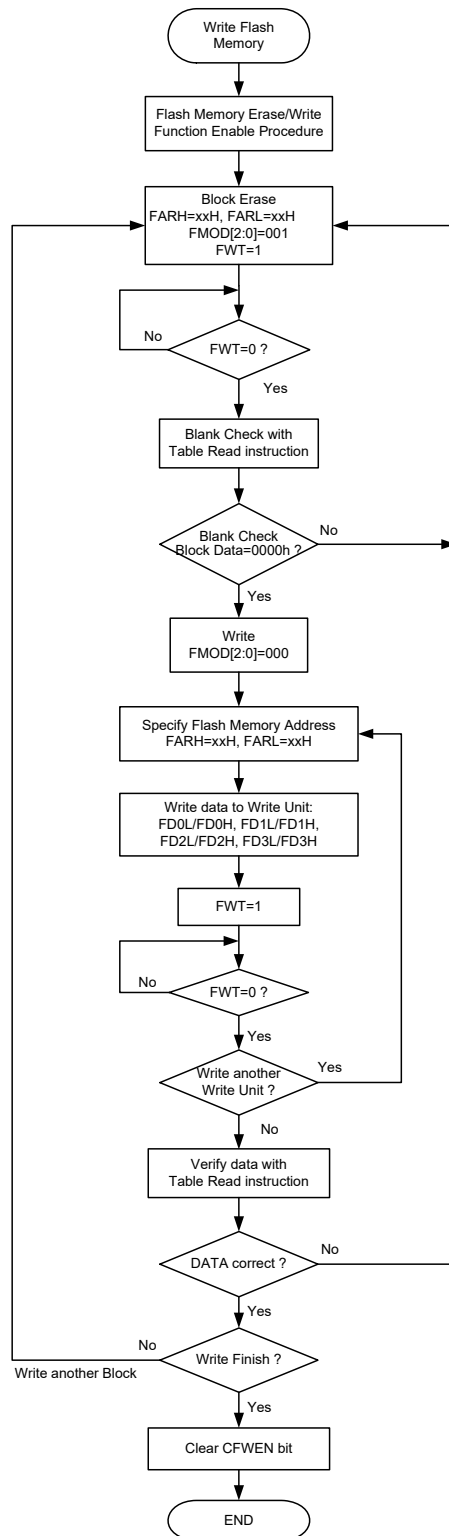 Write Flash
Memory
Flash Memory Erase/Write
Function Enable Procedure
Block Erase
FARH=xxH, FARL=xxH
FMOD[2:0]=001
FWT=1
No
FWT=0 ?
Yes
Blank Check with
Table Read instruction
Blank Check
Block Data=0000h ?
No
Yes
Write
FMOD[2:0]=000
Specify Flash Memory Address
FARH=xxH, FARL=xxH
Write data to Write Unit:
FD0L/FD0H, FD1L/FD1H,
FD2L/FD2H, FD3L/FD3H
FWT=1
No
FWT=0 ?
Yes
Write another
Write Unit ?
Yes
No
Verify data with
Table Read instruction
DATA correct ?
No
Yes
No
Write Finish ?
Write another Block
Yes
Clear CFWEN bit
END